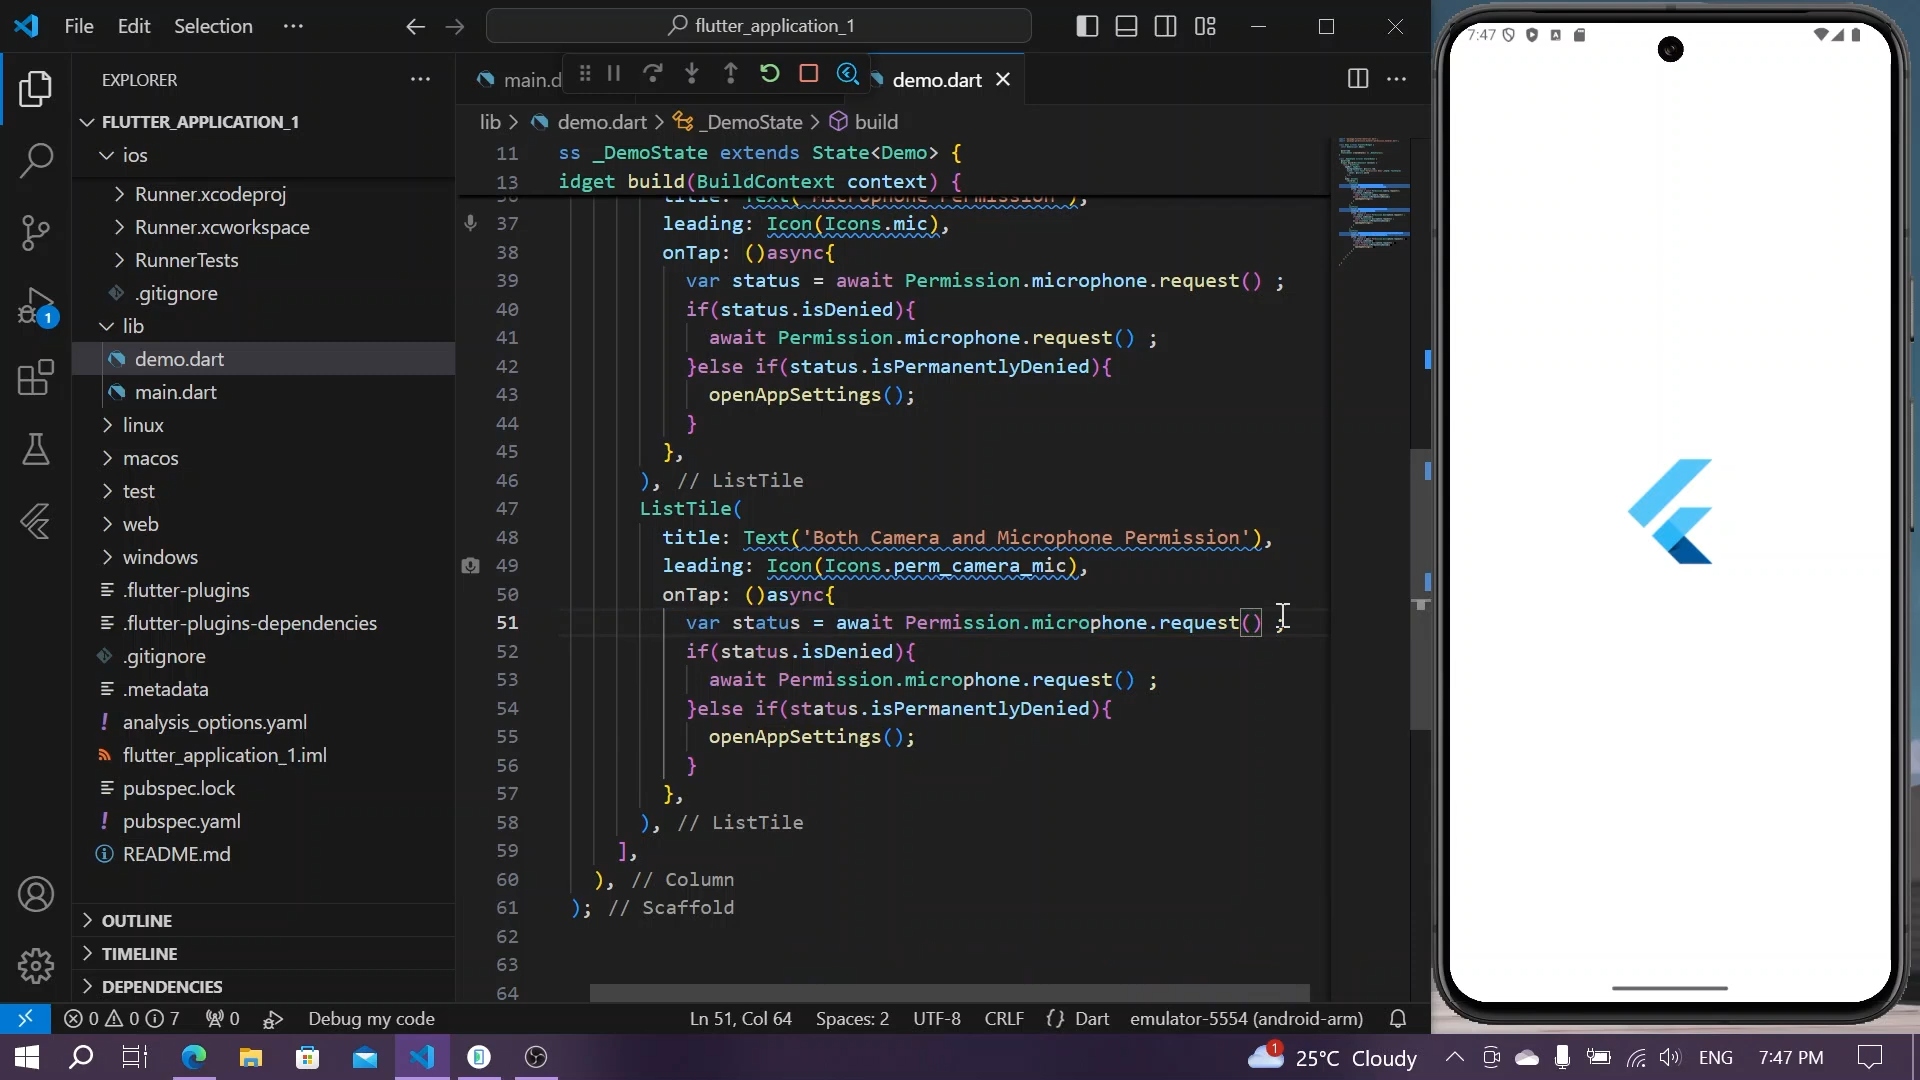 File Edit Selection ···
flutter_application_1
EXPLORER ···
FLUTTER_APPLICATION_1
ios
Runner.xcodeproj
Runner.xcworkspace
RunnerTests
.gitignore
lib
demo.dart
main.dart
linux
macos
test
web
windows
.flutter-plugins
.flutter-plugins-dependencies
.gitignore
.metadata
analysis_options.yaml
flutter_application_1.iml
pubspec.lock
pubspec.yaml
README.md
OUTLINE
TIMELINE
DEPENDENCIES
1
main.d
demo.dart
lib > demo.dart > _DemoState > build
11 ss _DemoState extends State<Demo> {
13 idget build(BuildContext context) {
title: Text('Microphone Permission'),
37 leading: Icon(Icons.mic),
38 onTap: ()async{
39 var status = await Permission.microphone.request() ;
40 if(status.isDenied){
41 await Permission.microphone.request() ;
42 }else if(status.isPermanentlyDenied){
43 openAppSettings();
44 }
45 },
46 ), // ListTile
47 ListTile(
48 title: Text('Both Camera and Microphone Permission'),
49 leading: Icon(Icons.perm_camera_mic),
50 onTap: ()async{
51 var status = await Permission.microphone.request() ;
52 if(status.isDenied){
53 await Permission.microphone.request() ;
54 }else if(status.isPermanentlyDenied){
55 openAppSettings();
56 }
57 },
58 ), // ListTile
59 ],
60 ), // Column
61 ); // Scaffold
62
63
64
0 0 7 0 Debug my code Ln 51, Col 64 Spaces: 2 UTF-8 CRLF {} Dart emulator-5554 (android-arm)
7:47
1 25°C Cloudy ENG 7:47 PM